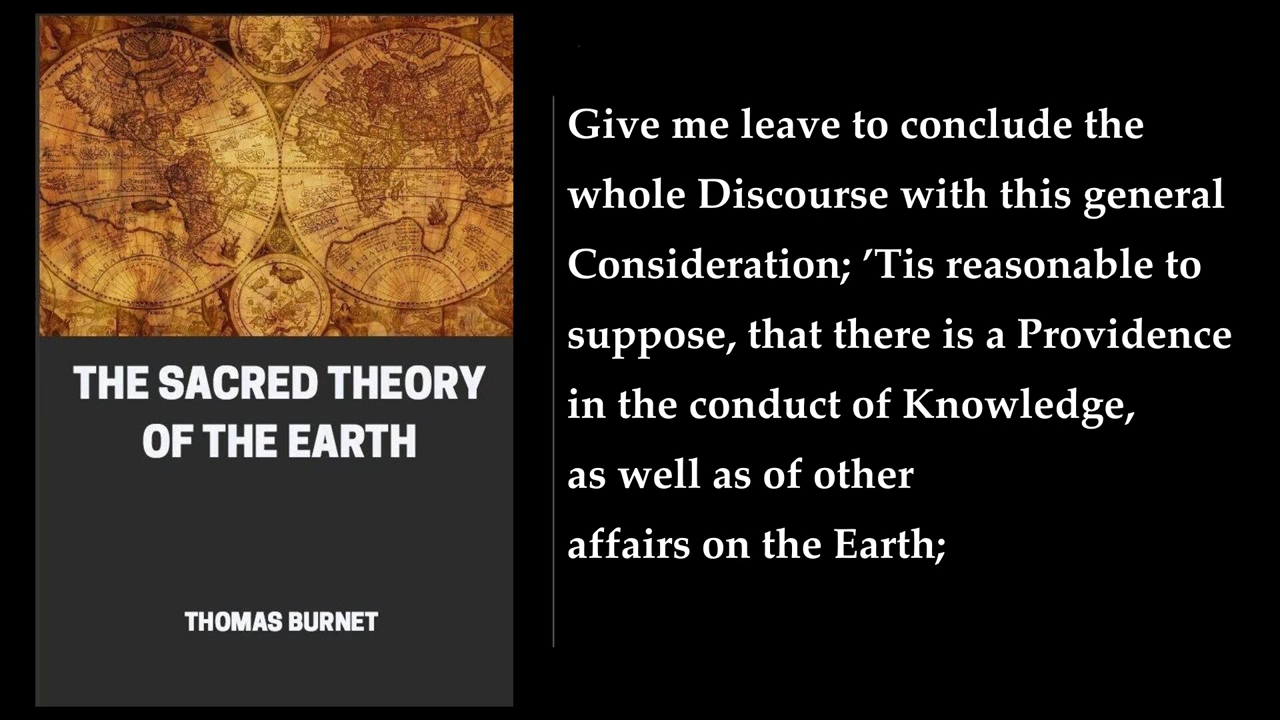 THE SACRED THEORY
OF THE EARTH
THOMAS BURNET
Give me leave to conclude the
whole Discourse with this general
Consideration; ’Tis reasonable to
suppose, that there is a Providence
in the conduct of Knowledge,
as well as of other
affairs on the Earth;